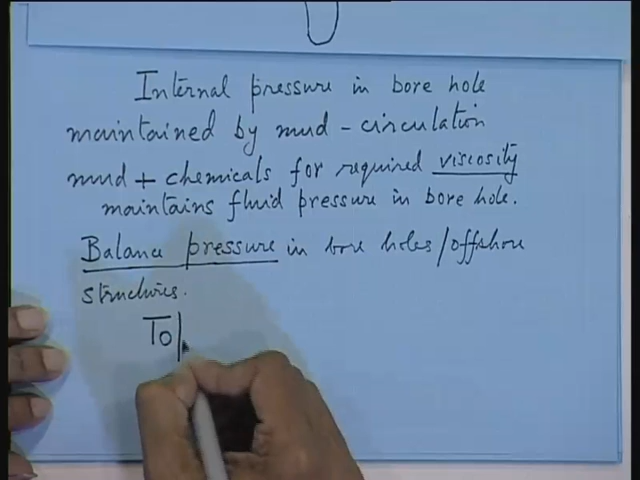 Internal pressure in bore hole
maintained by mud - circulation
mud + chemicals for required viscosity
maintains fluid pressure in bore hole.
Balance pressure in bore holes/offshore
structures.
To